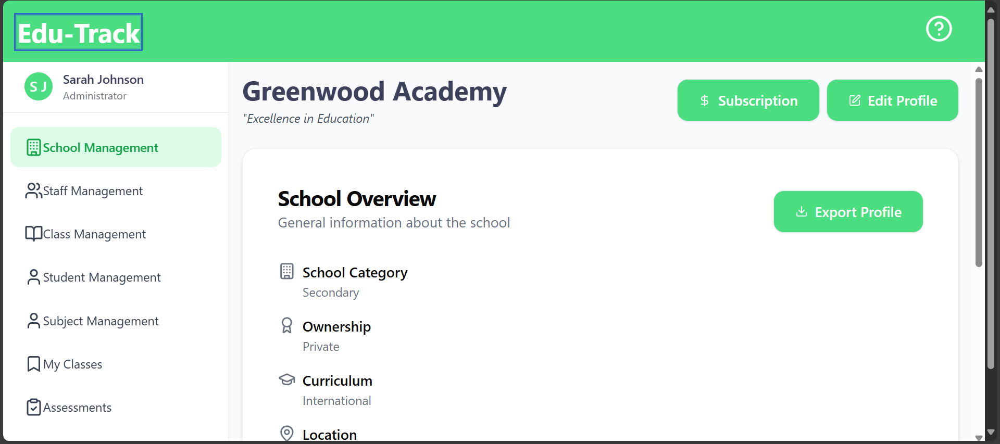 Edu-Track
S J
Sarah Johnson
Administrator
School Management
Staff Management
Class Management
Student Management
Subject Management
My Classes
Assessments
Greenwood Academy
"Excellence in Education"
Subscription
Edit Profile
School Overview
General information about the school
Export Profile
School Category
Secondary
Ownership
Private
Curriculum
International
Location